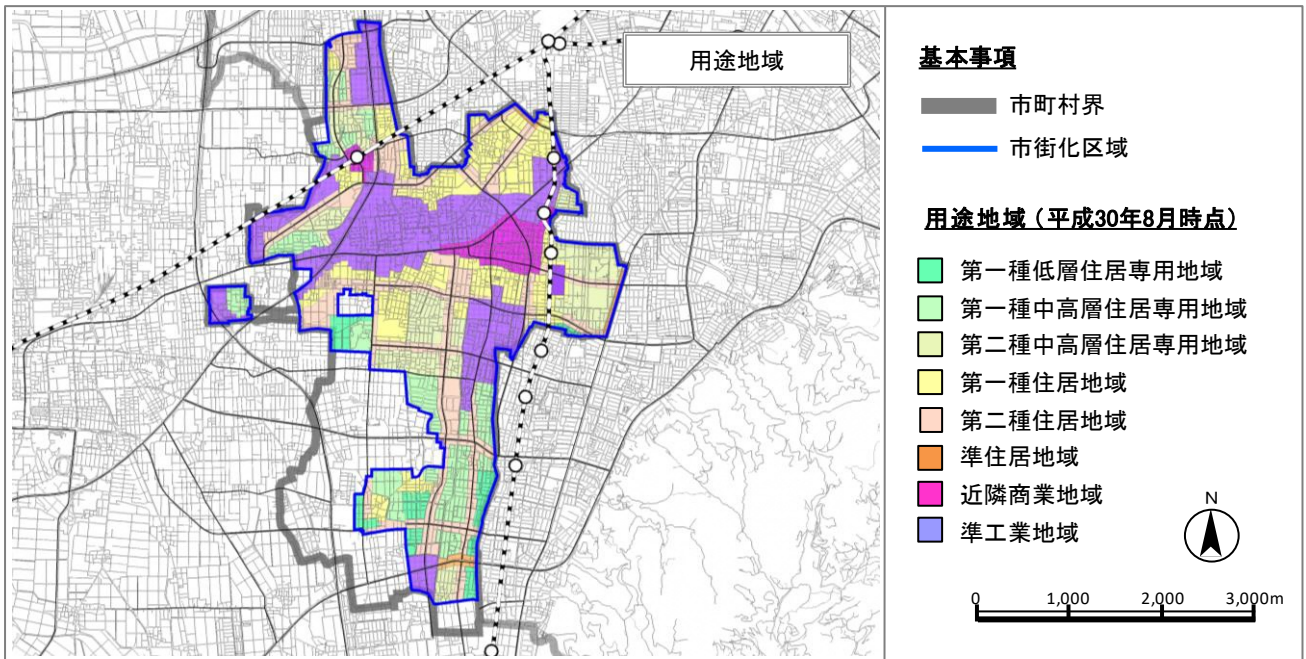 用途地域
基本事項
市町村界
市街化区域
用途地域（平成30年8月時点）
第一種低層住居専用地域
第一種中高層住居専用地域
第二種中高層住居専用地域
第一種住居地域
第二種住居地域
準住居地域
近隣商業地域
準工業地域
N
0 1,000 2,000 3,000m